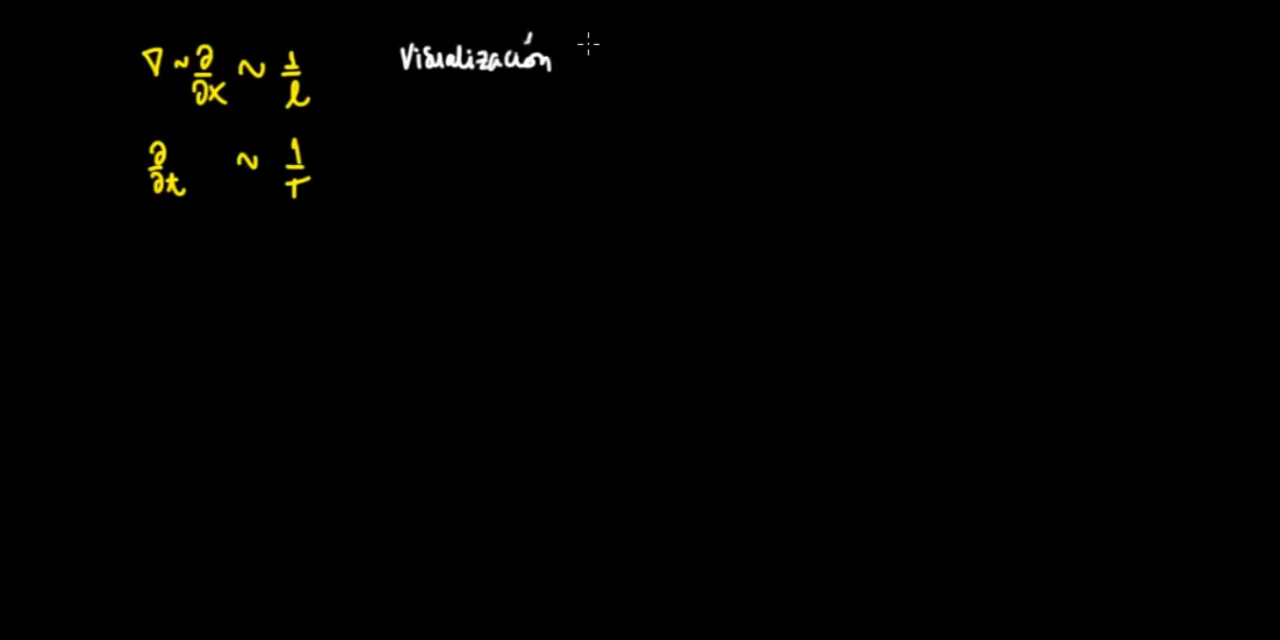 ∇ ~ ∂/∂x ~ 1/l Visualización
∂/∂t ~ 1/T